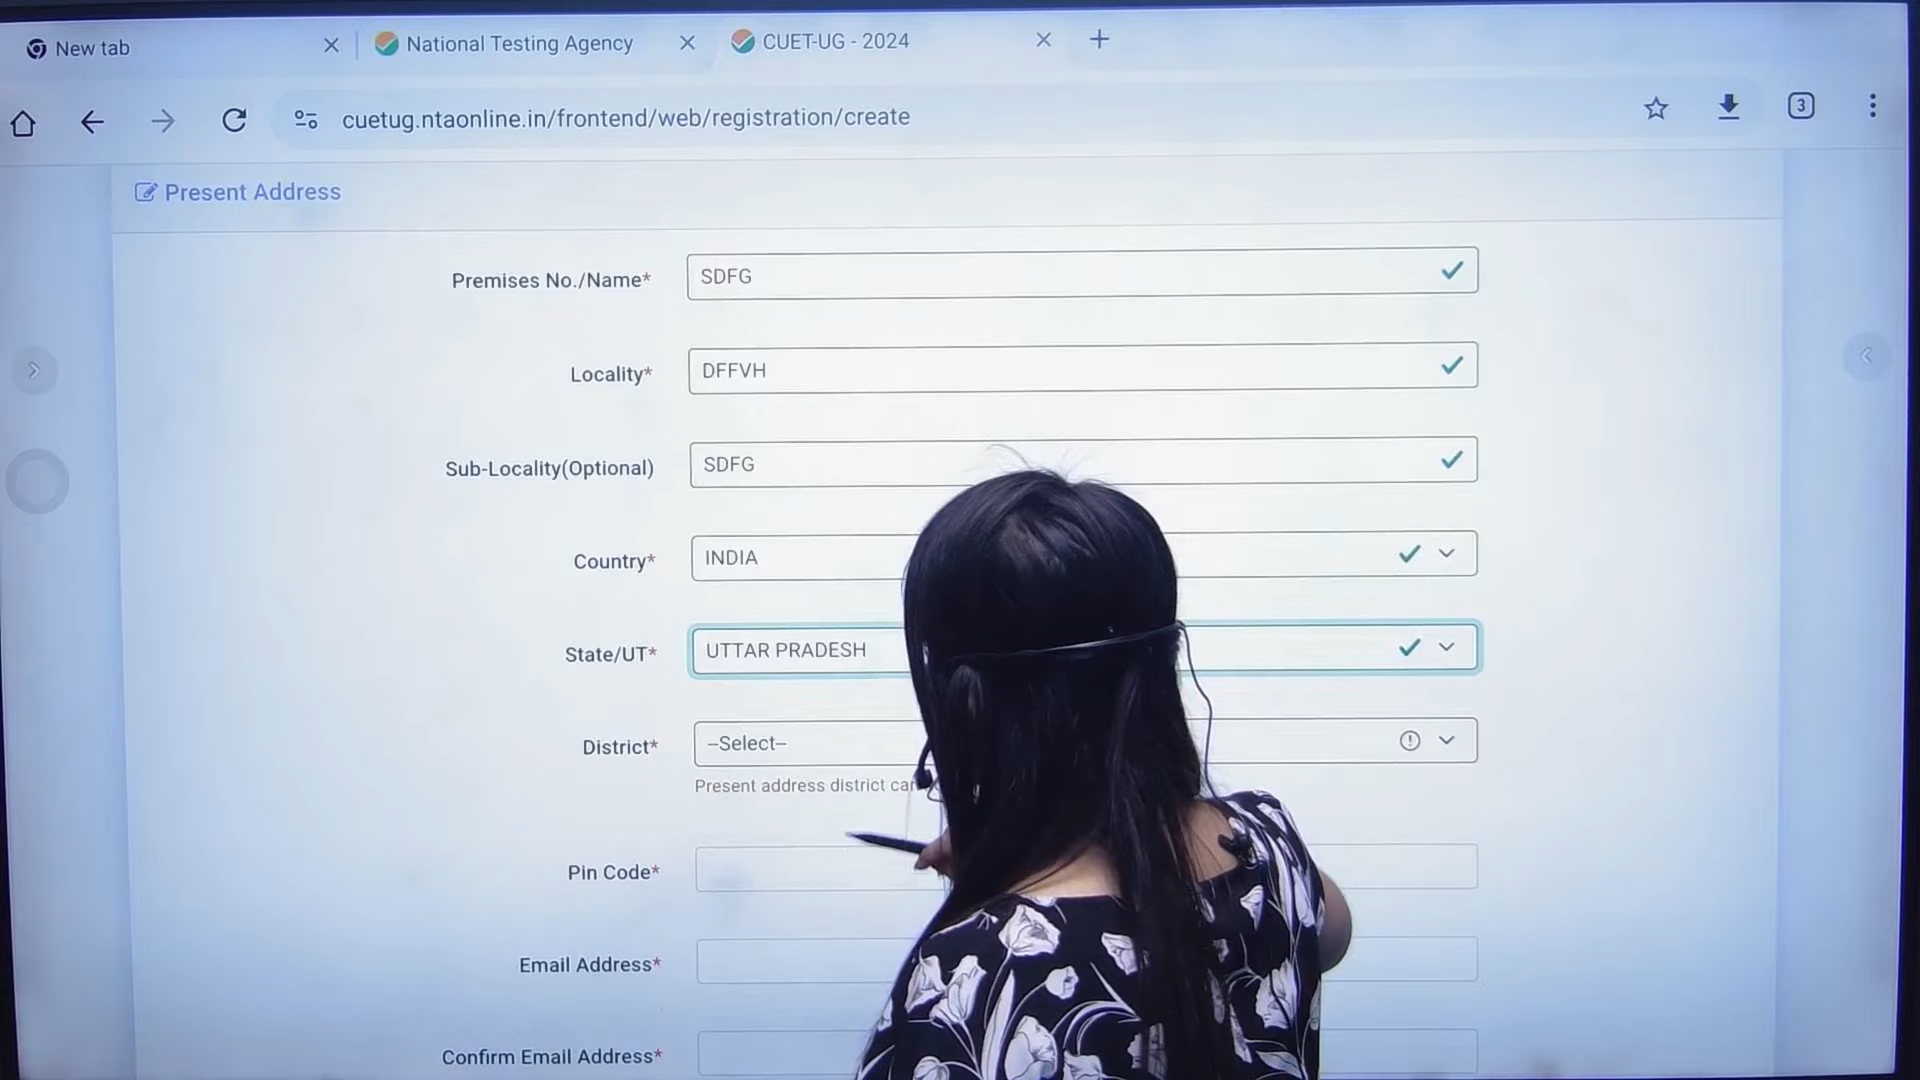 New tab
National Testing Agency
CUET-UG - 2024
cuetug.ntaonline.in/frontend/web/registration/create
3
Present Address
Premises No./Name* SDFG
Locality* DFFVH
Sub-Locality(Optional) SDFG
Country* INDIA
State/UT* UTTAR PRADESH
District* --Select--
Present address district
Pin Code*
Email Address*
Confirm Email Address*